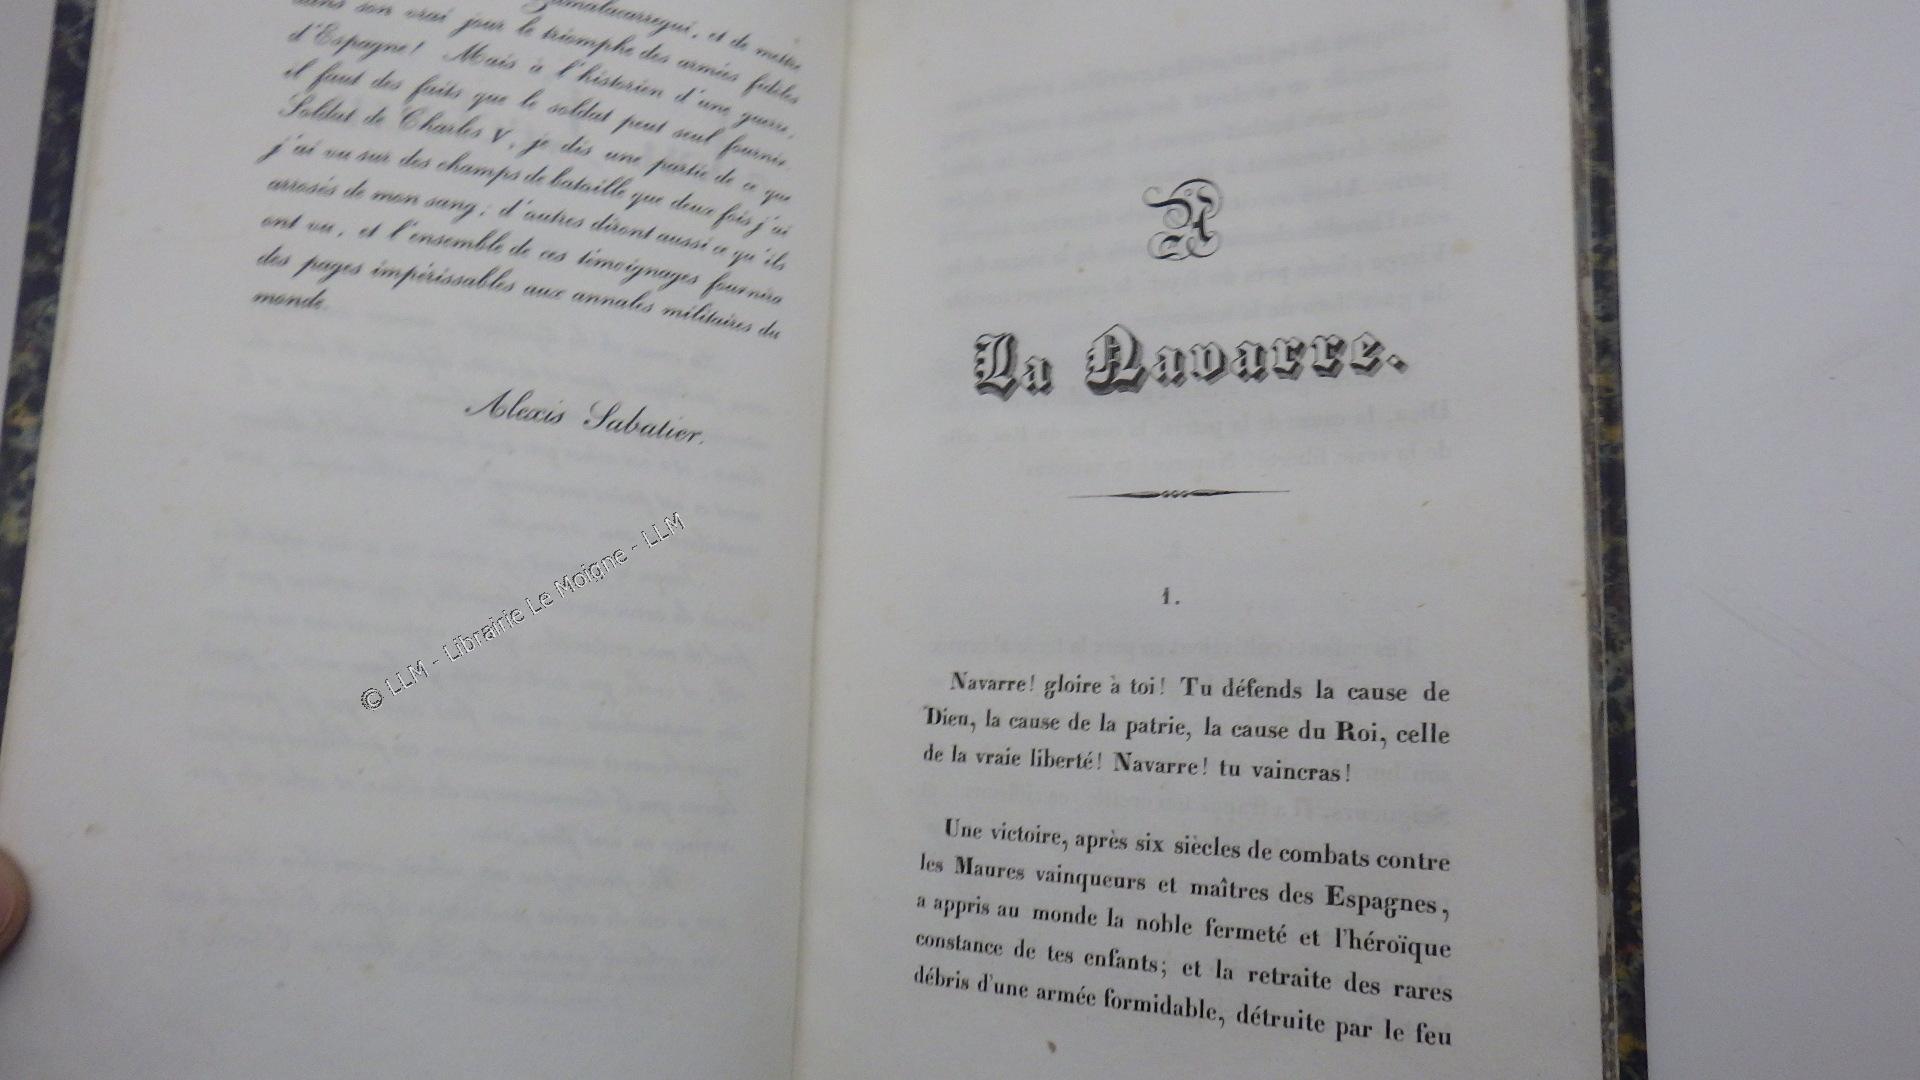 Zumalacarregui, et de mettre
dans son vrai jour le triomphe des armées fidèles
d'Espagne! Mais à l'historien d'une guerre,
il faut des faits que le soldat peut seul fournir.
Soldat de Charles V, je dis une partie de ce que
j'ai vu sur des champs de bataille que deux fois j'ai
arrosés de mon sang; d'autres diront aussi ce qu'ils
ont vu, et l'ensemble de ces témoignages fournira
des pages impérissables aux annales militaires du
monde.
Alexis Sabatier.
© LLM - Librairie Le Moigne - LLM
A
La Navarre.
1.
Navarre! gloire à toi! Tu défends la cause de
Dieu, la cause de la patrie, la cause du Roi, celle
de la vraie liberté! Navarre! tu vaincras!
Une victoire, après six siècles de combats contre
les Maures vainqueurs et maîtres des Espagnes,
a appris au monde la noble fermeté et l'héroïque
constance de tes enfants; et la retraite des rares
débris d'une armée formidable, détruite par le feu